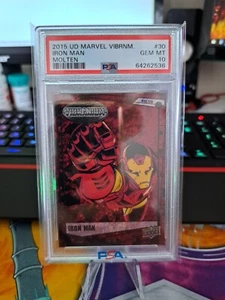 2015 UD MARVEL VIBRNM #30
IRON MAN GEM MT
MOLTEN 10
PSA 64262536
IRON MAN
PSA